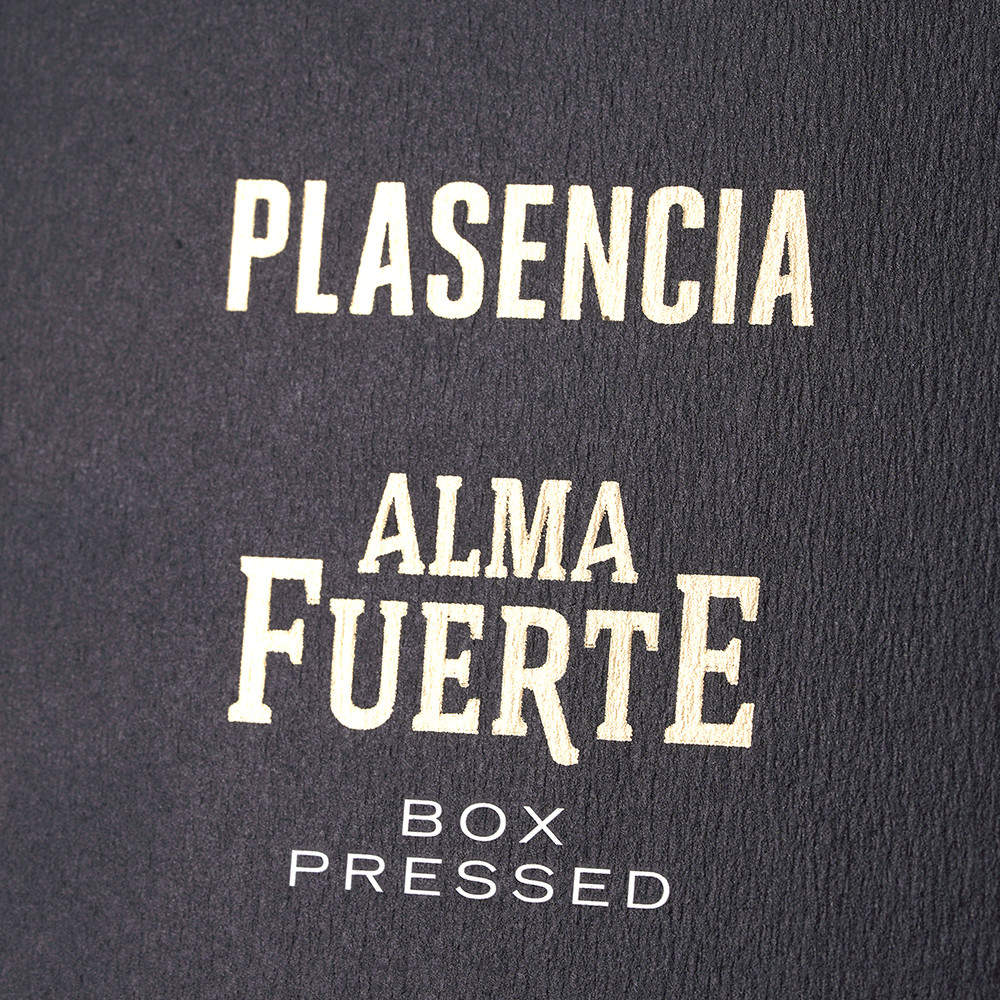 PLASENCIA
ALMA
FUERTE
BOX
PRESSED